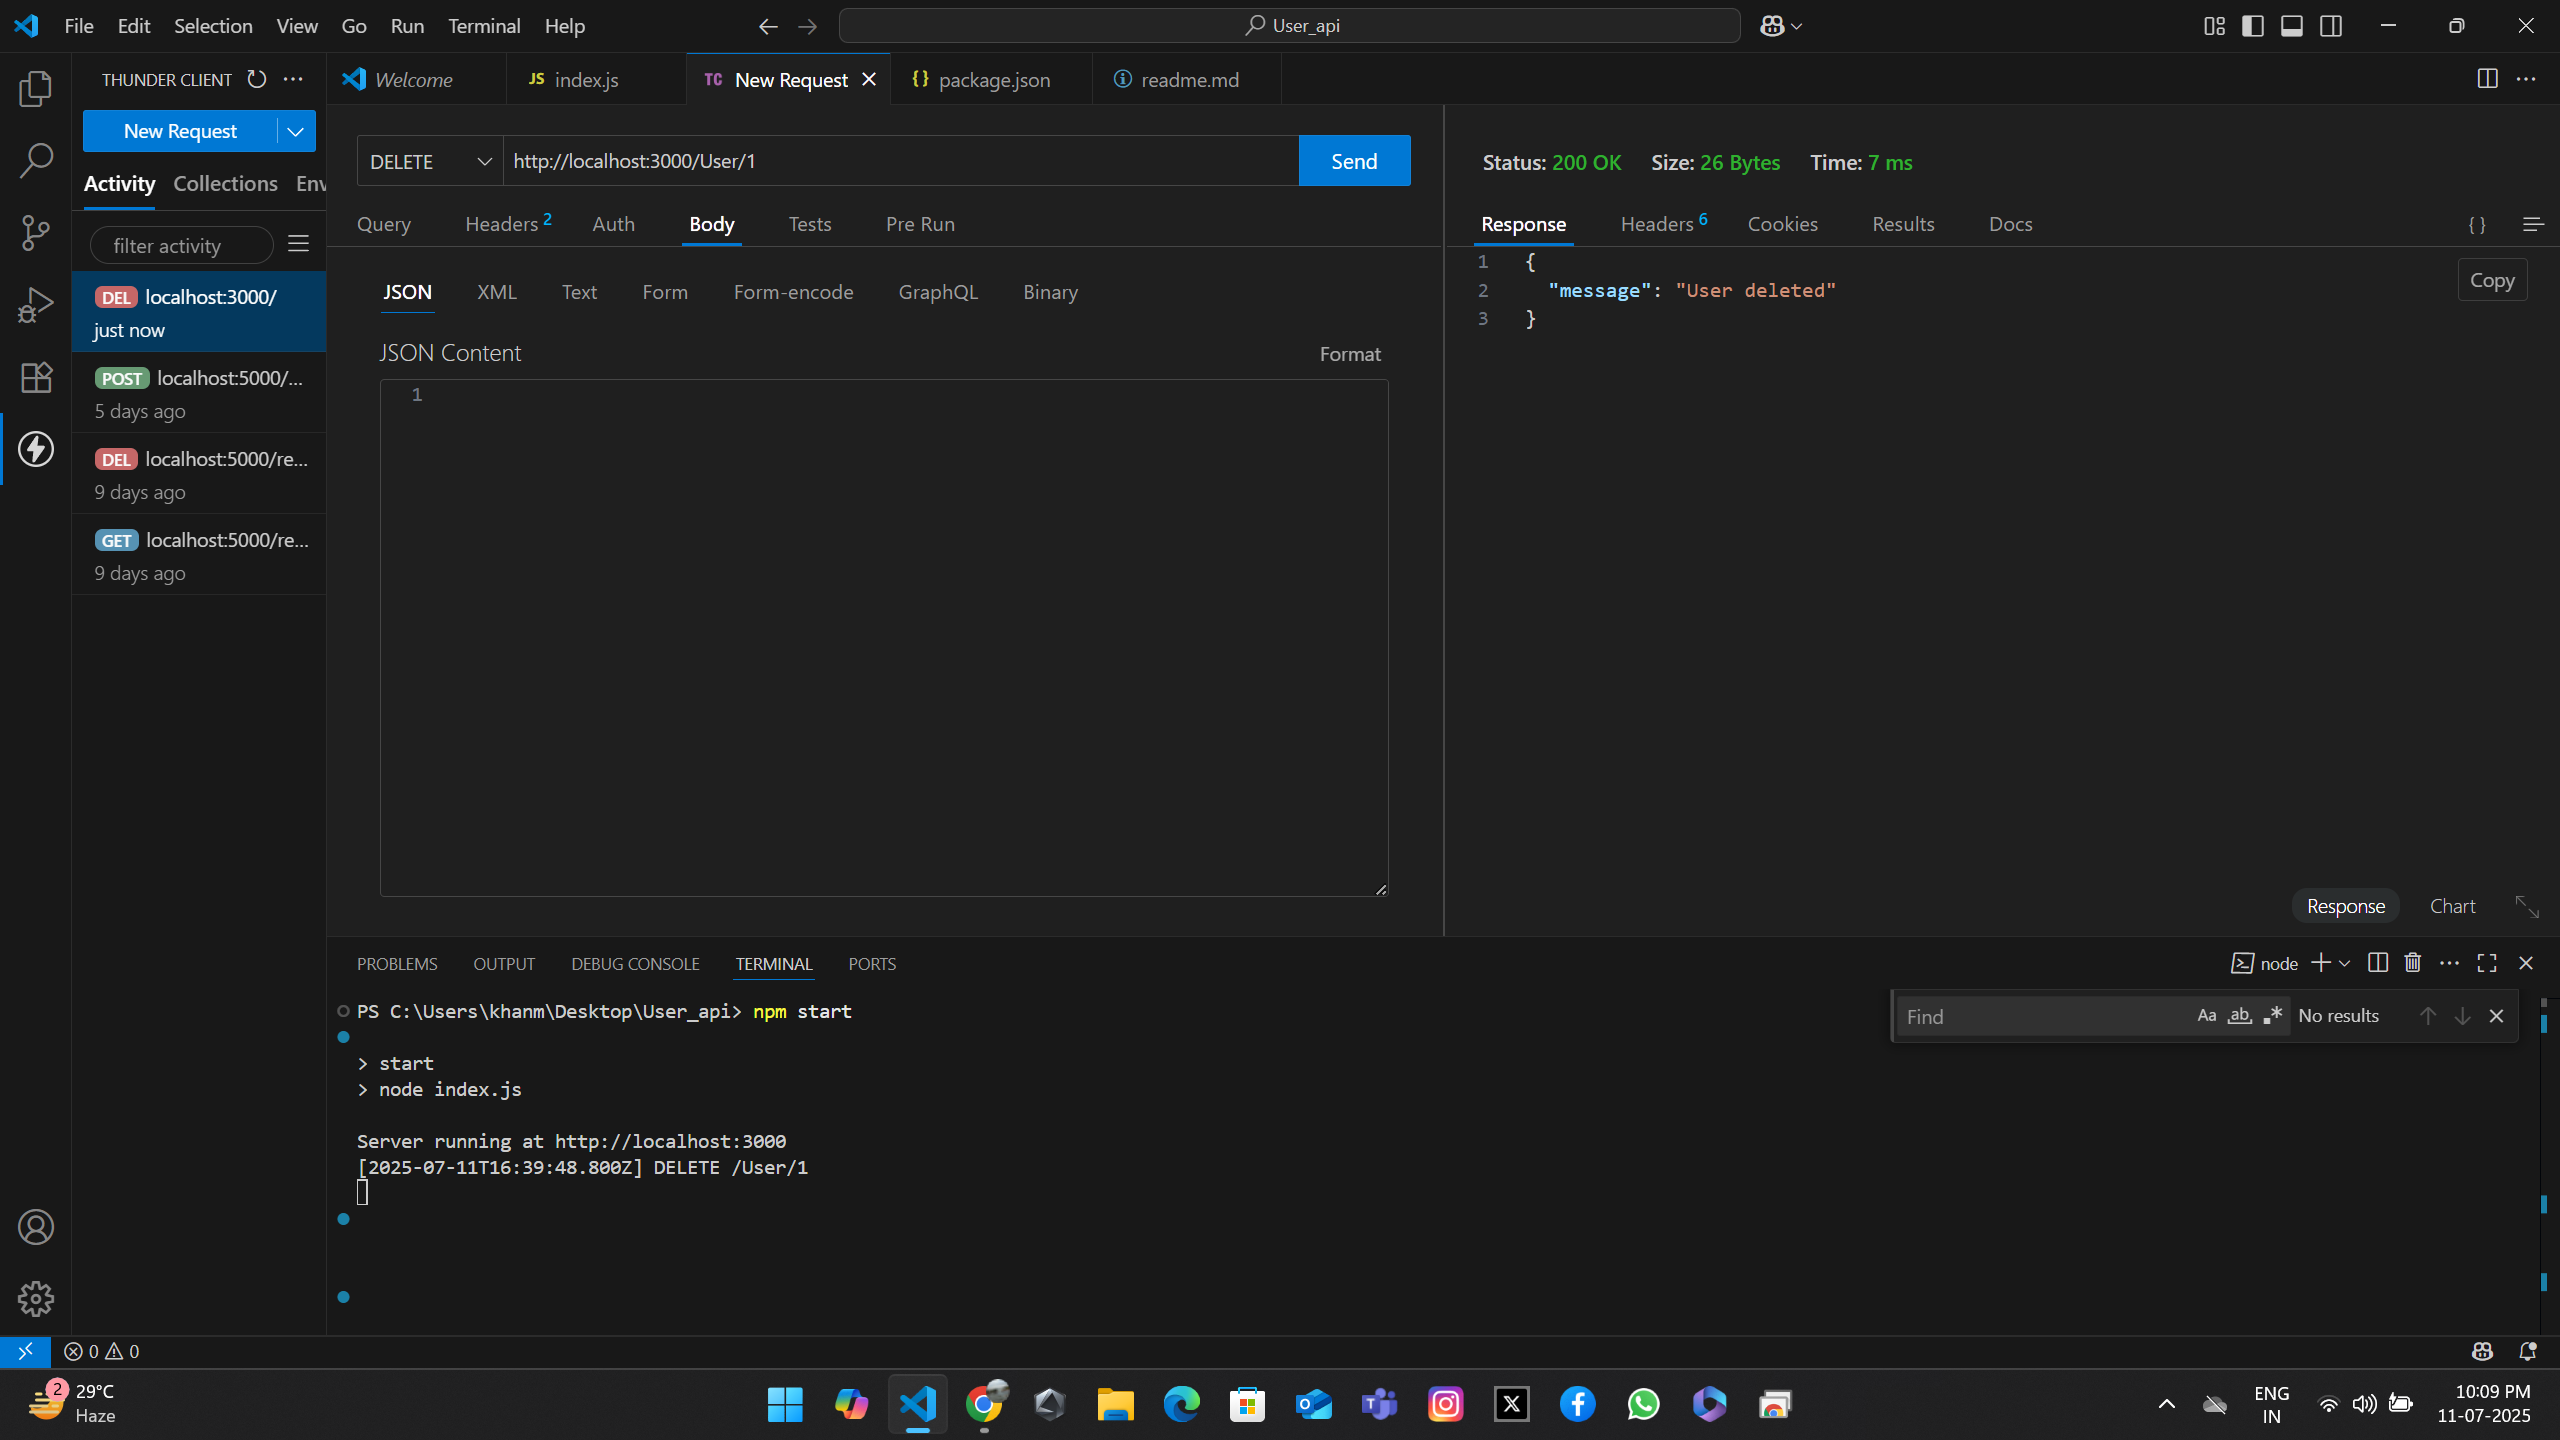 File Edit Selection View Go Run Terminal Help
User_api
THUNDER CLIENT
Welcome
JS index.js
TC New Request
{} package.json
readme.md
New Request
Activity Collections Env
filter activity
DEL localhost:3000/
just now
POST localhost:5000/...
5 days ago
DEL localhost:5000/re...
9 days ago
GET localhost:5000/re...
9 days ago
DELETE http://localhost:3000/User/1 Send
Query Headers 2 Auth Body Tests Pre Run
JSON XML Text Form Form-encode GraphQL Binary
JSON Content Format
1
Status: 200 OK Size: 26 Bytes Time: 7 ms
Response Headers 6 Cookies Results Docs { }
1 {
2 "message": "User deleted"
3 }
Copy
Response Chart
PROBLEMS OUTPUT DEBUG CONSOLE TERMINAL PORTS
node
PS C:\Users\khanm\Desktop\User_api> npm start
> start
> node index.js
Server running at http://localhost:3000
[2025-07-11T16:39:48.800Z] DELETE /User/1
Find Aa ab No results
0 0
2 29°C
Haze
ENG
IN
10:09 PM
11-07-2025